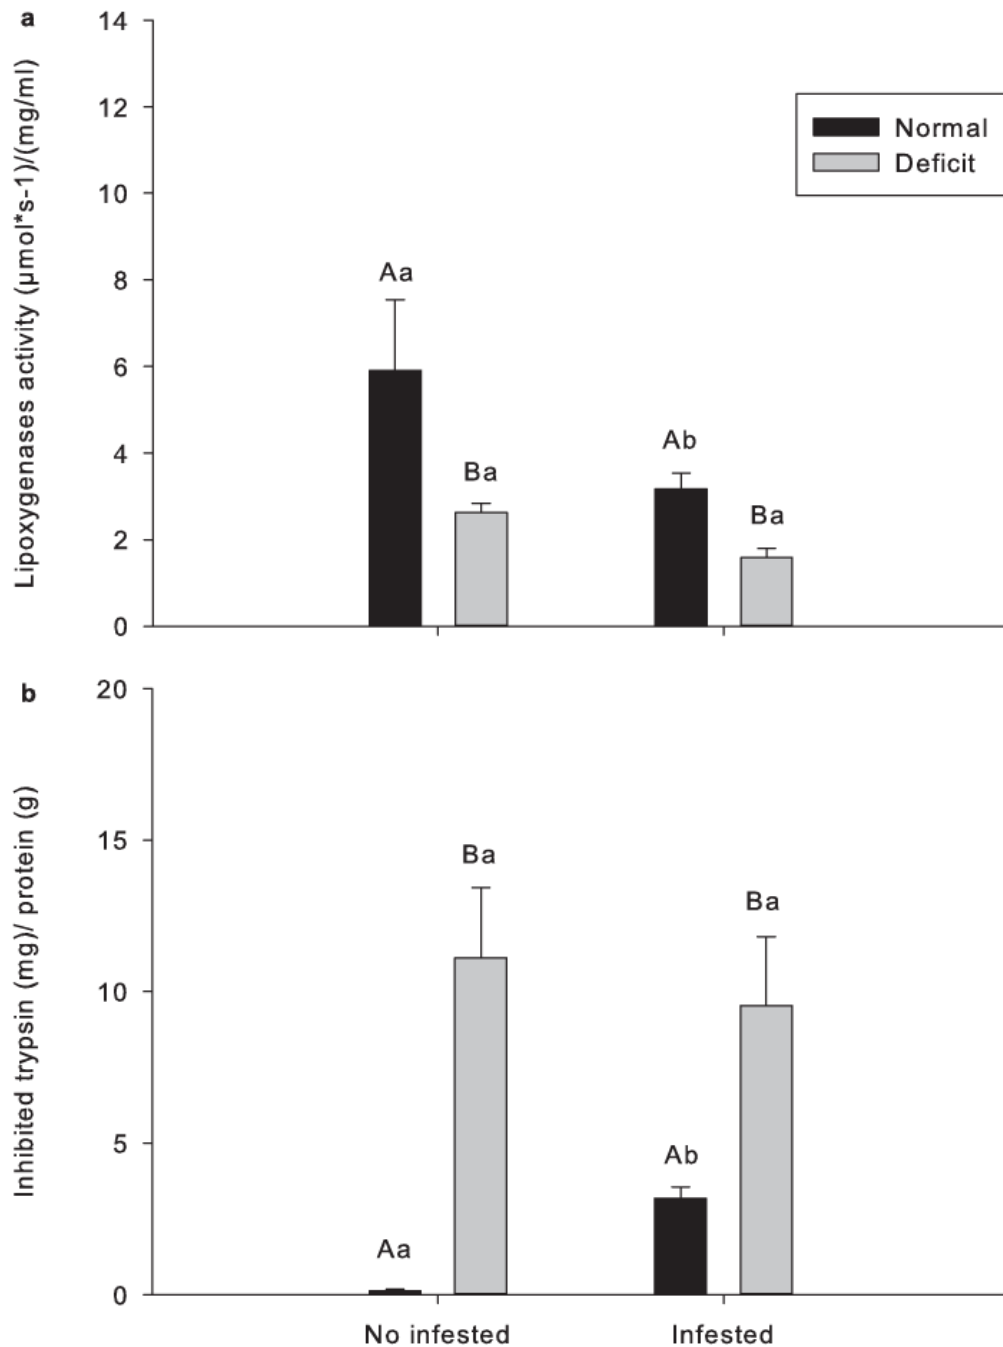 a
Lipoxygenases activity (µmol*s-1)/(mg/ml)
14
12
10
8
6
4
2
0
Normal
Deficit
Aa
Ba
Ab
Ba
b
Inhibited trypsin (mg)/ protein (g)
20
15
10
5
0
Aa
Ba
Ab
Ba
No infested
Infested